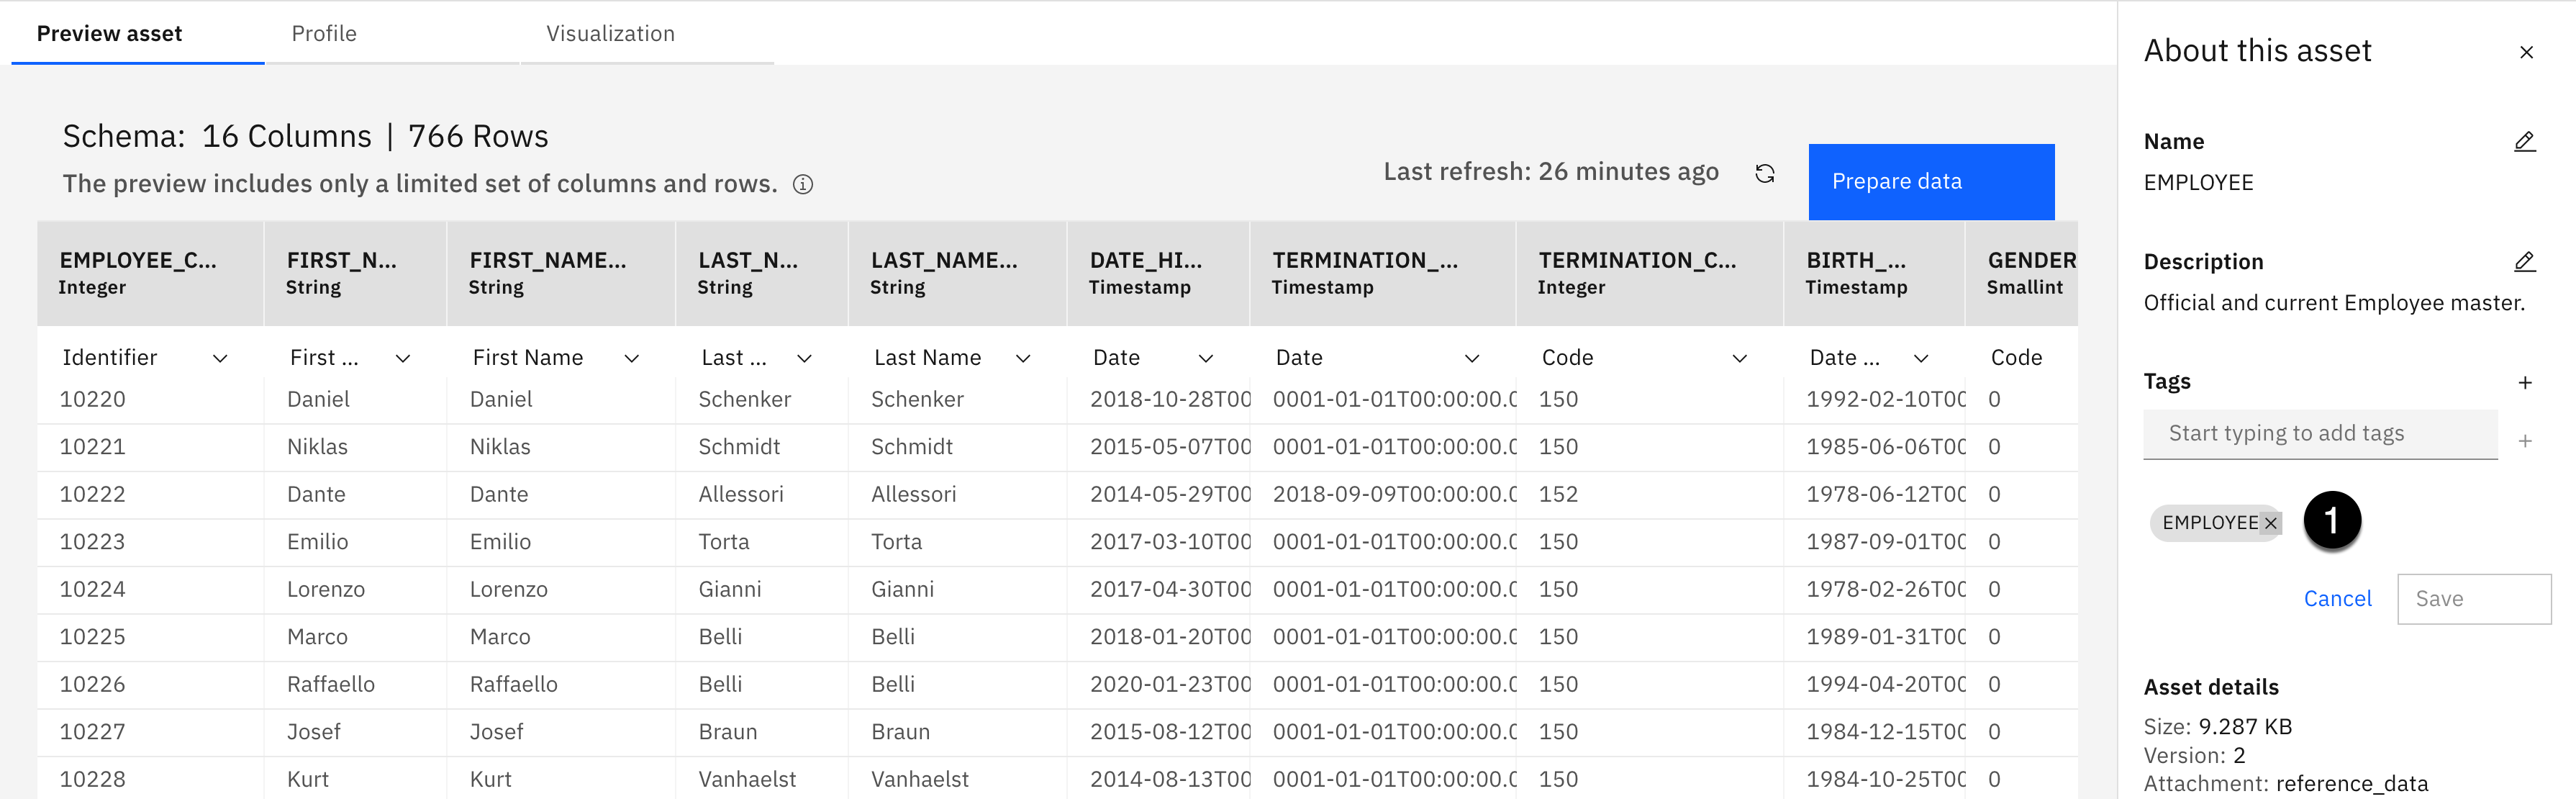 Preview asset Profile Visualization
Schema: 16 Columns | 766 Rows
The preview includes only a limited set of columns and rows.
Last refresh: 26 minutes ago
Prepare data
EMPLOYEE_C... FIRST_N... FIRST_NAME... LAST_N... LAST_NAME... DATE_HI... TERMINATION_... TERMINATION_C... BIRTH_... GENDER
Integer String String String String Timestamp Timestamp Integer Timestamp Smallint
Identifier First ... First Name Last ... Last Name Date Date Code Date ... Code
10220 Daniel Daniel Schenker Schenker 2018-10-28T00 0001-01-01T00:00:00.0 150 1992-02-10T00 0
10221 Niklas Niklas Schmidt Schmidt 2015-05-07T00 0001-01-01T00:00:00.0 150 1985-06-06T00 0
10222 Dante Dante Allessori Allessori 2014-05-29T00 2018-09-09T00:00:00.0 152 1978-06-12T00 0
10223 Emilio Emilio Torta Torta 2017-03-10T00 0001-01-01T00:00:00.0 150 1987-09-01T00 0
10224 Lorenzo Lorenzo Gianni Gianni 2017-04-30T00 0001-01-01T00:00:00.0 150 1978-02-26T00 0
10225 Marco Marco Belli Belli 2018-01-20T00 0001-01-01T00:00:00.0 150 1989-01-31T00 0
10226 Raffaello Raffaello Belli Belli 2020-01-23T00 0001-01-01T00:00:00.0 150 1994-04-20T00 0
10227 Josef Josef Braun Braun 2015-08-12T00 0001-01-01T00:00:00.0 150 1984-12-15T00 0
10228 Kurt Kurt Vanhaelst Vanhaelst 2014-08-13T00 0001-01-01T00:00:00.0 150 1984-10-25T00 0
About this asset
Name
EMPLOYEE
Description
Official and current Employee master.
Tags
Start typing to add tags
EMPLOYEE
1
Cancel Save
Asset details
Size: 9.287 KB
Version: 2
Attachment: reference_data